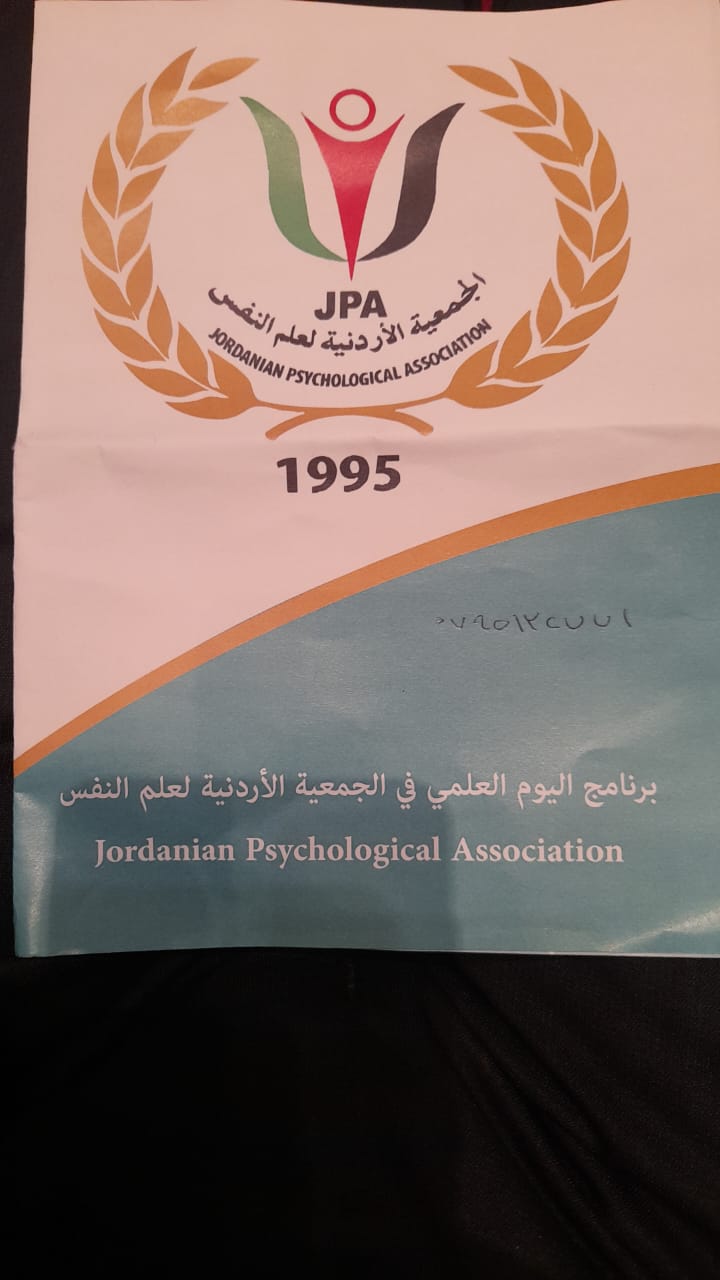 JPA
الجمعية الأردنية لعلم النفس
JORDANIAN PSYCHOLOGICAL ASSOCIATION
1995
برنامج اليوم العلمي في الجمعية الأردنية لعلم النفس
Jordanian Psychological Association